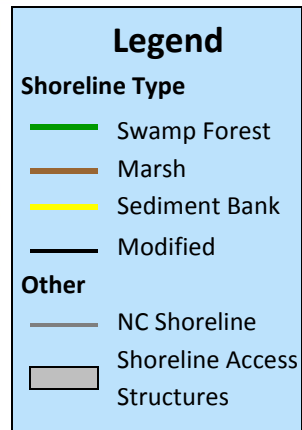 Legend
Shoreline Type
Swamp Forest
Marsh
Sediment Bank
Modified
Other
NC Shoreline
Shoreline Access
Structures